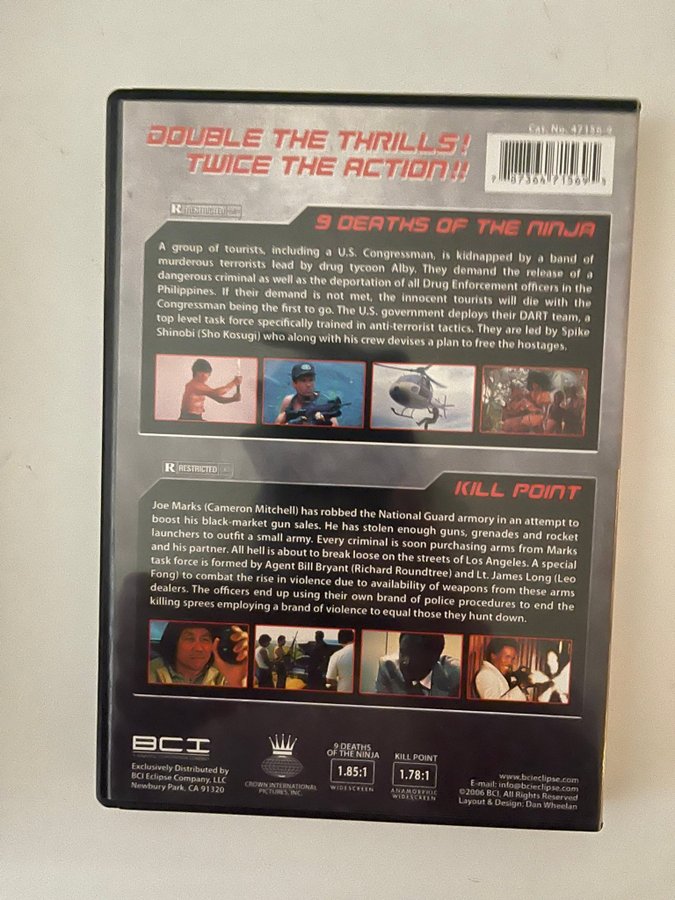 DOUBLE THE THRILLS!
TWICE THE ACTION!!
Cat. No. 47156-9
7 87364 71569 3
R RESTRICTED
9 DEATHS OF THE NINJA
A group of tourists, including a U.S. Congressman, is kidnapped by a band of
murderous terrorists lead by drug tycoon Alby. They demand the release of a
dangerous criminal as well as the deportation of all Drug Enforcement officers in the
Philippines. If their demand is not met, the innocent tourists will die with the
Congressman being the first to go. The U.S. government deploys their DART team, a
top level task force specifically trained in anti-terrorist tactics. They are led by Spike
Shinobi (Sho Kosugi) who along with his crew devises a plan to free the hostages.
R RESTRICTED
KILL POINT
Joe Marks (Cameron Mitchell) has robbed the National Guard armory in an attempt to
boost his black-market gun sales. He has stolen enough guns, grenades and rocket
launchers to outfit a small army. Every criminal is soon purchasing arms from Marks
and his partner. All hell is about to break loose on the streets of Los Angeles. A special
task force is formed by Agent Bill Bryant (Richard Roundtree) and Lt. James Long (Leo
Fong) to combat the rise in violence due to availability of weapons from these arms
dealers. The officers end up using their own brand of police procedures to end the
killing sprees employing a brand of violence to equal those they hunt down.
BCI
Exclusively Distributed by
BCI Eclipse Company, LLC
Newbury Park, CA 91320
CROWN INTERNATIONAL
PICTURES, INC.
9 DEATHS
OF THE NINJA
1.85:1
WIDESCREEN
KILL POINT
1.78:1
ANAMORPHIC
WIDESCREEN
www.bcieclipse.com
E-mail: info@bcieclipse.com
©2006 BCI, All Rights Reserved
Layout & Design: Dan Wheelan